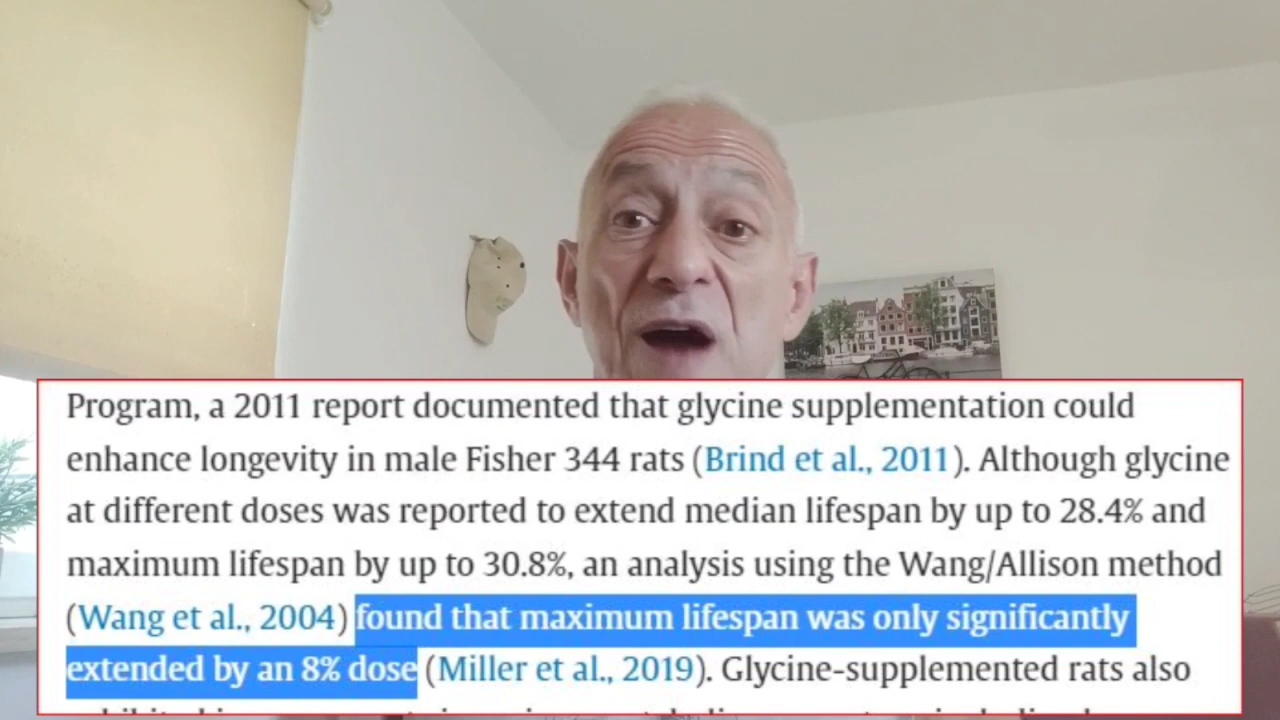 Program, a 2011 report documented that glycine supplementation could
enhance longevity in male Fisher 344 rats (Brind et al., 2011). Although glycine
at different doses was reported to extend median lifespan by up to 28.4% and
maximum lifespan by up to 30.8%, an analysis using the Wang/Allison method
(Wang et al., 2004) found that maximum lifespan was only significantly
extended by an 8% dose (Miller et al., 2019). Glycine-supplemented rats also